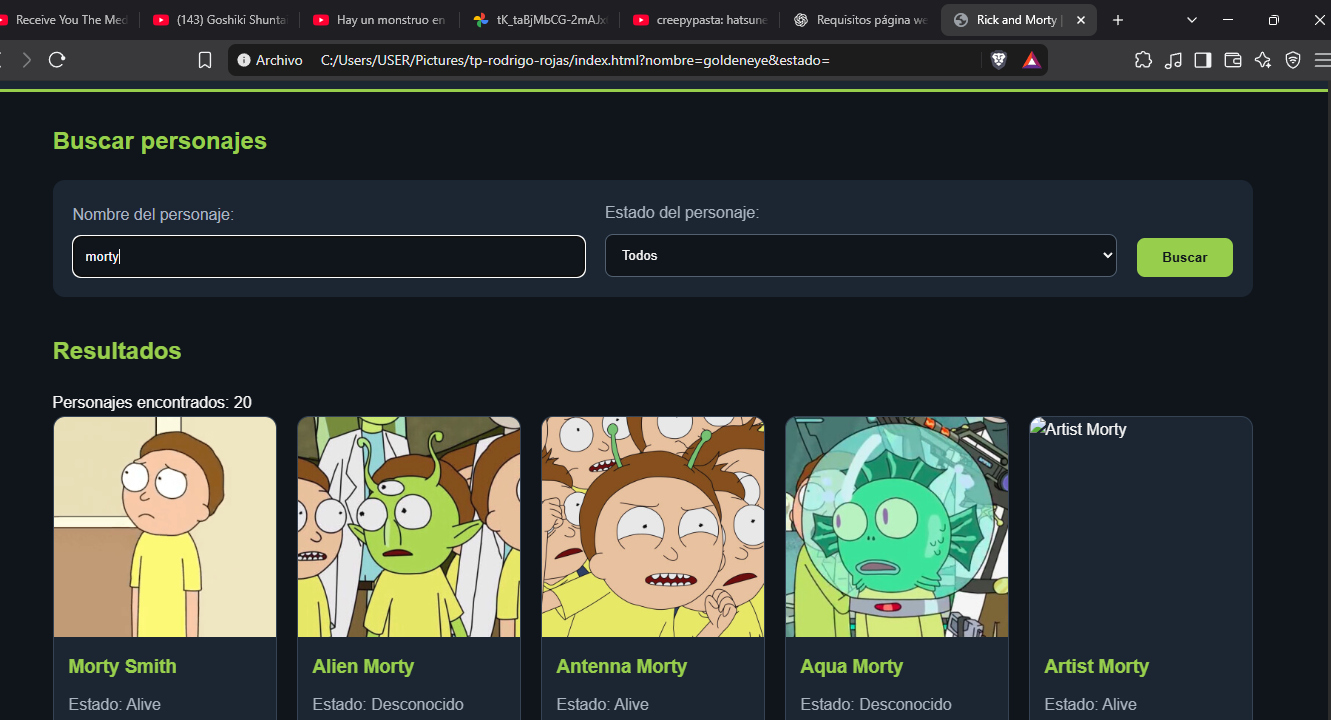 Receive You The Med
(143) Goshiki Shunta
Hay un monstruo en
tK_taBjMbCG-2mAJx
creepypasta: hatsune
Requisitos página we
Rick and Morty |
Archivo C:/Users/USER/Pictures/tp-rodrigo-rojas/index.html?nombre=goldeneye&estado=
Buscar personajes
Nombre del personaje:
Estado del personaje:
morty
Todos
Buscar
Resultados
Personajes encontrados: 20
Artist Morty
Morty Smith
Alien Morty
Antenna Morty
Aqua Morty
Artist Morty
Estado: Alive
Estado: Desconocido
Estado: Alive
Estado: Desconocido
Estado: Alive